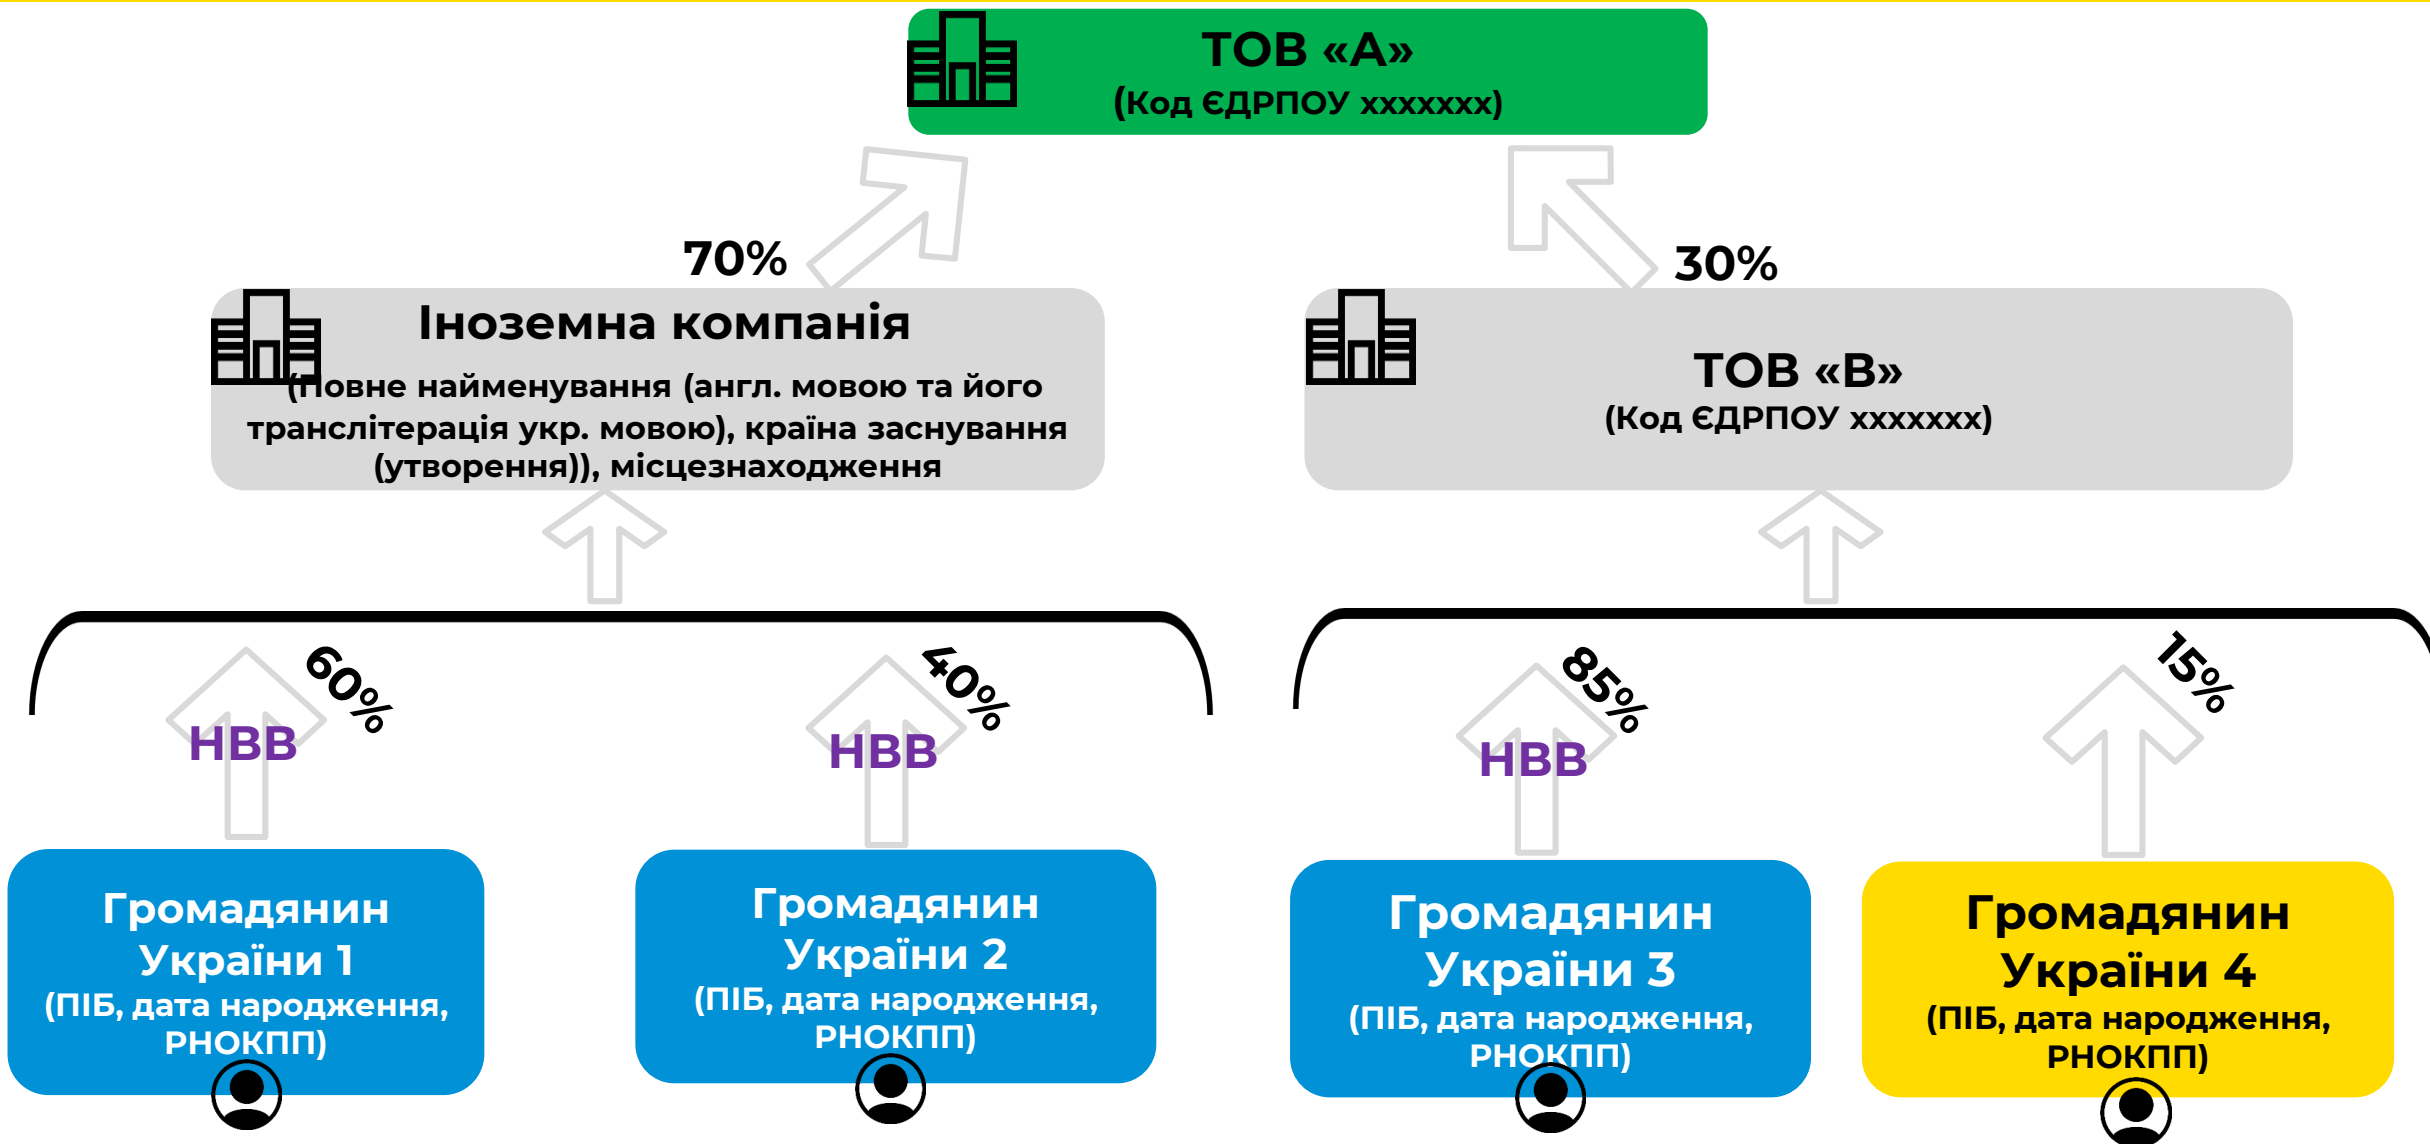 ТОВ «А»
(Код ЄДРПОУ xxxxxxx)
70%
30%
Іноземна компанія
(Повне найменування (англ. мовою та його
транслітерація укр. мовою), країна заснування
(утворення)), місцезнаходження
ТОВ «В»
(Код ЄДРПОУ xxxxxxx)
60%
НВВ
40%
НВВ
85%
НВВ
15%
Громадянин
України 1
(ПІБ, дата народження,
РНОКПП)
Громадянин
України 2
(ПІБ, дата народження,
РНОКПП)
Громадянин
України 3
(ПІБ, дата народження,
РНОКПП)
Громадянин
України 4
(ПІБ, дата народження,
РНОКПП)